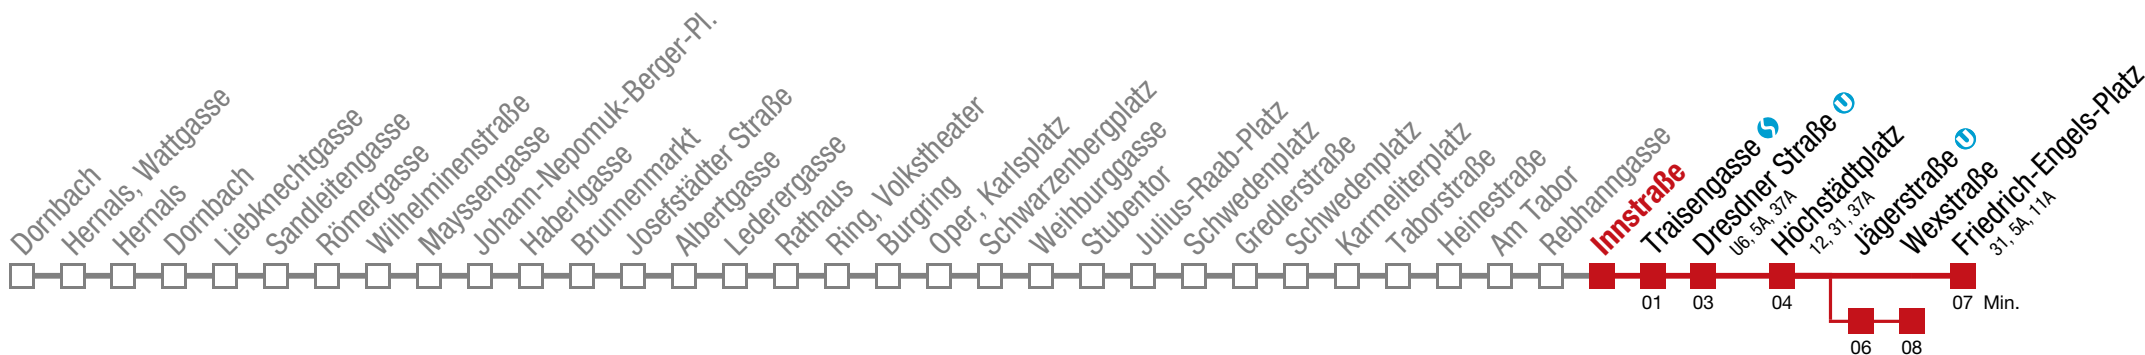 Dornbach
Hernals, Wattgasse
Hernals
Dornbach
Liebknechtgasse
Sandleitengasse
Römergasse
Wilhelminenstraße
Mayssengasse
Johann-Nepomuk-Berger-Pl.
Haberlgasse
Brunnenmarkt
Josefstädter Straße
Albertgasse
Lederergasse
Rathaus
Ring, Volkstheater
Burgring
Oper, Karlsplatz
Schwarzenbergplatz
Weihburggasse
Stubentor
Julius-Raab-Platz
Schwedenplatz
Gredlerstraße
Schwedenplatz
Karmeliterplatz
Taborstraße
Heinestraße
Am Tabor
Rebhanngasse
Innstraße
Traisengasse
Dresdner Straße
U6, 5A, 37A
Höchstädtplatz
12, 31, 37A
Jägerstraße
Wexstraße
Friedrich-Engels-Platz
31, 5A, 11A
01
03
04
07 Min.
06
08